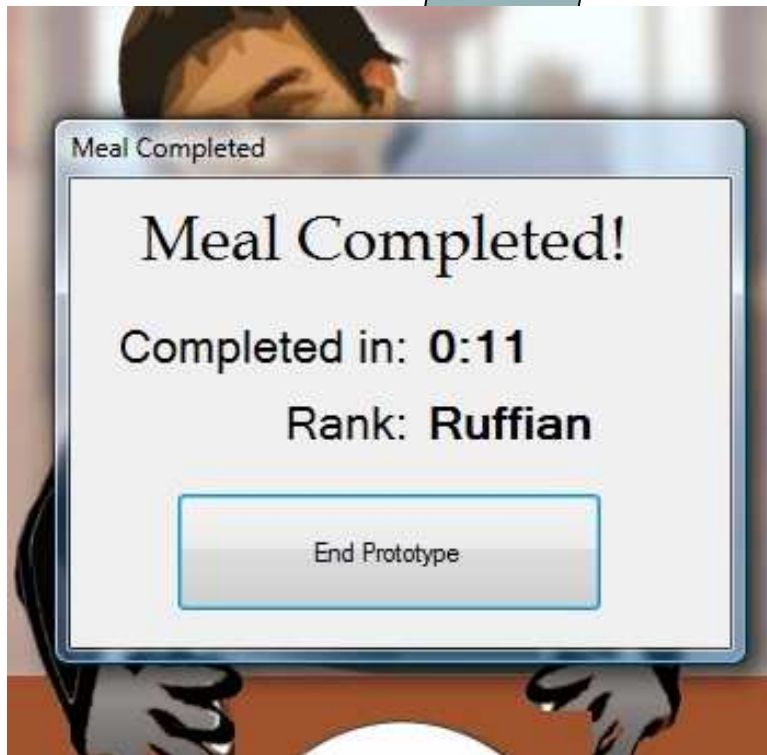 Meal Completed
Meal Completed!
Completed in: 0:11
Rank: Ruffian
End Prototype